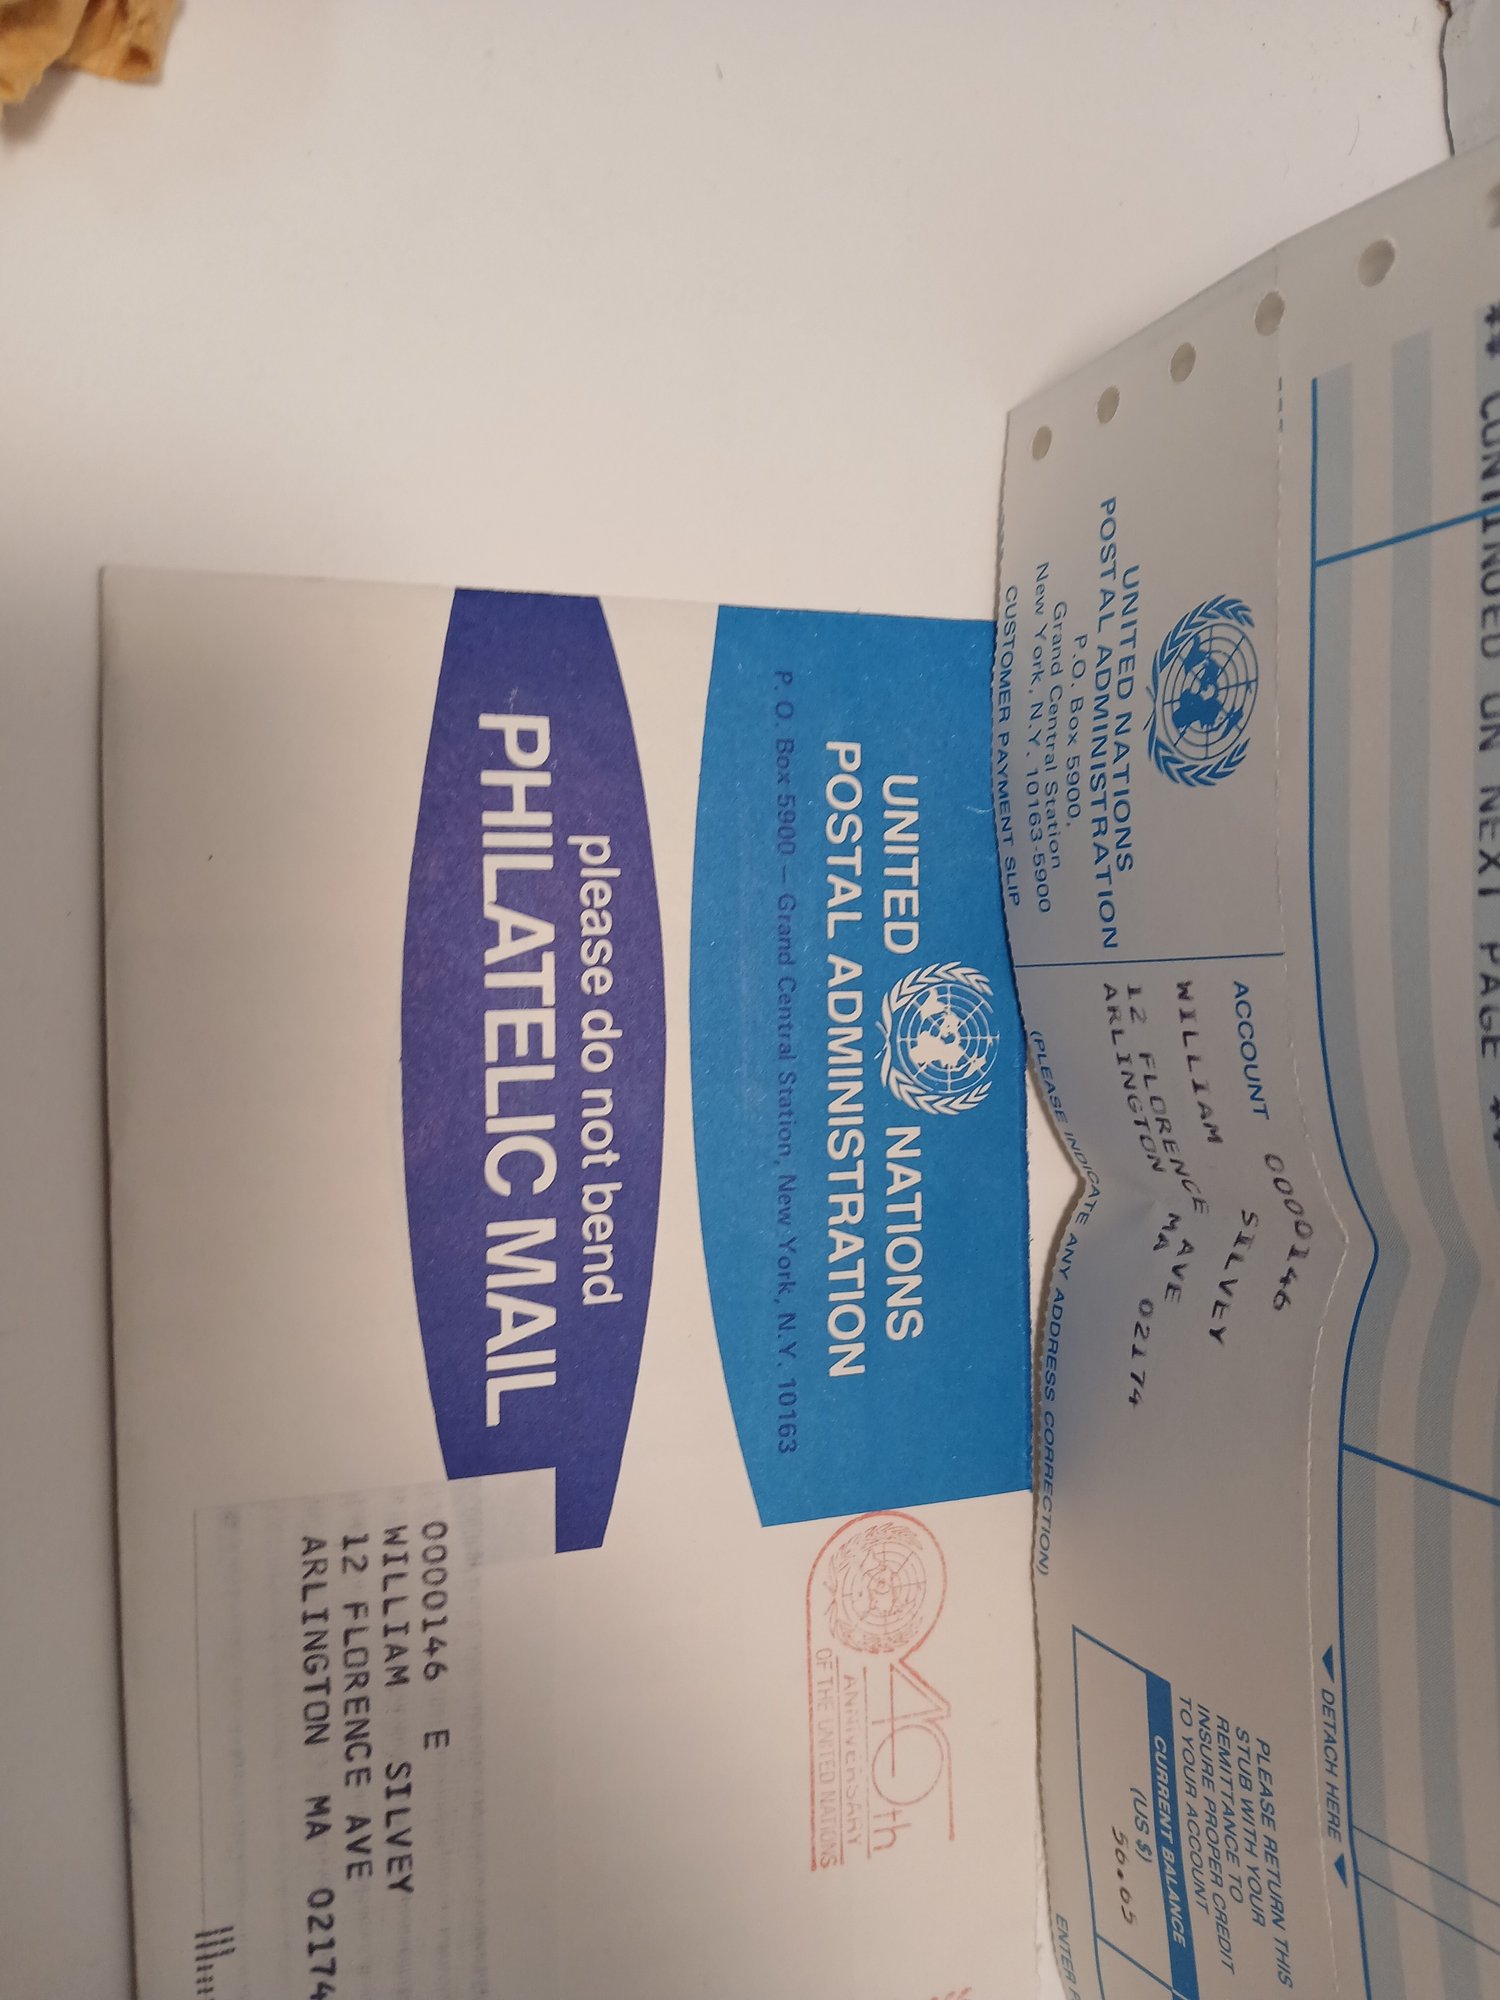 ** CONTINUED ON NEXT PAGE **
UNITED NATIONS
POSTAL ADMINISTRATION
P.O. Box 5900,
Grand Central Station
New York, N.Y. 10163-5900
CUSTOMER PAYMENT SLIP
ACCOUNT 0000146
WILLIAM SILVEY
12 FLORENCE AVE
ARLINGTON MA 02174
(PLEASE INDICATE ANY ADDRESS CORRECTION)
▼ DETACH HERE ▼
PLEASE RETURN THIS
STUB WITH YOUR
REMITTANCE TO
INSURE PROPER CREDIT
TO YOUR ACCOUNT
CURRENT BALANCE
(US $)
50.05
ENTER
UNITED NATIONS
POSTAL ADMINISTRATION
P. O. Box 5900 — Grand Central Station, New York, N.Y. 10163
40th
ANNIVERSARY
OF THE UNITED NATIONS
please do not bend
PHILATELIC MAIL
0000146 E
WILLIAM SILVEY
12 FLORENCE AVE
ARLINGTON MA 02174